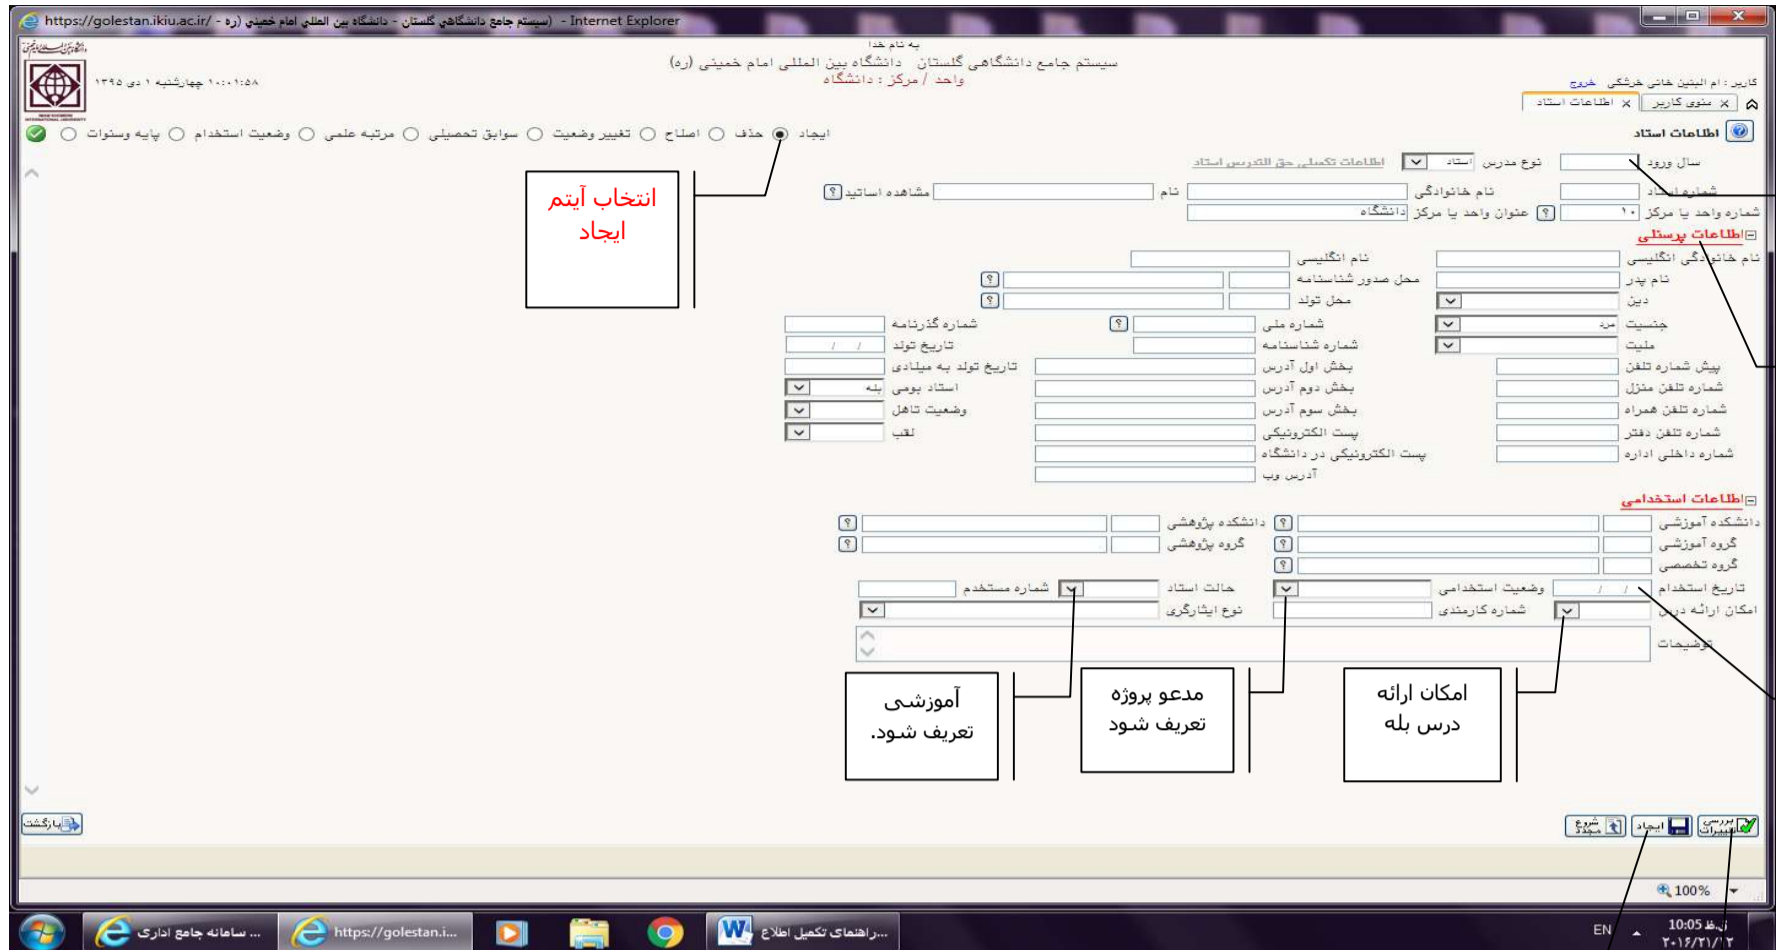 https://golestan.ikiu.ac.ir/ - (سیستم جامع دانشگاهی گلستان - دانشگاه بین المللی امام خمینی (ره - Internet Explorer
به نام خدا
سیستم جامع دانشگاهی گلستان دانشگاه بین المللی امام خمینی (ره)
واحد / مرکز : دانشگاه
۱۰:۰۱:۵۸ چهارشنبه ۱ دی ۱۳۹۵
کاربر : ام البنین خانی خرشکی خروج
منوی کاربر x اطلاعات استاد x
اطلاعات استاد
ایجاد حذف اصلاح تغییر وضعیت سوابق تحصیلی مرتبه علمی وضعیت استخدام پایه وسنوات
سال ورود نوع مدرس استاد اطلاعات تکمیلی حق التدریس استاد
شماره استاد نام خانوادگی نام مشاهده اساتید ؟
شماره واحد یا مرکز ۱۰ ؟ عنوان واحد یا مرکز دانشگاه
اطلاعات پرسنلی
نام خانوادگی انگلیسی نام انگلیسی
نام پدر محل صدور شناسنامه ؟
دین محل تولد ؟
جنسیت مرد شماره ملی ؟ شماره گذرنامه
ملیت شماره شناسنامه تاریخ تولد / /
پیش شماره تلفن بخش اول آدرس تاریخ تولد به میلادی
شماره تلفن منزل بخش دوم آدرس استاد بومی بله
شماره تلفن همراه بخش سوم آدرس وضعیت تاهل
شماره تلفن دفتر پست الکترونیکی لقب
شماره داخلی اداره پست الکترونیکی در دانشگاه
آدرس وب
اطلاعات استخدامی
دانشکده آموزشی ؟ دانشکده پژوهشی ؟
گروه آموزشی ؟ گروه پژوهشی ؟
گروه تخصصی ؟
تاریخ استخدام / / وضعیت استخدامی حالت استاد شماره مستخدم
امکان ارائه درس شماره کارمندی نوع ایثارگری
توضیحات
انتخاب آیتم
ایجاد
امکان ارائه
درس بله
مدعو پروژه
تعریف شود
آموزشی
تعریف شود.
بررسی تغییرات ایجاد شروع مجدد بازگشت
100%
سامانه جامع اداری ...
https://golestan.i...
راهنمای تکمیل اطلاع...
EN
10:05 ق.ظ